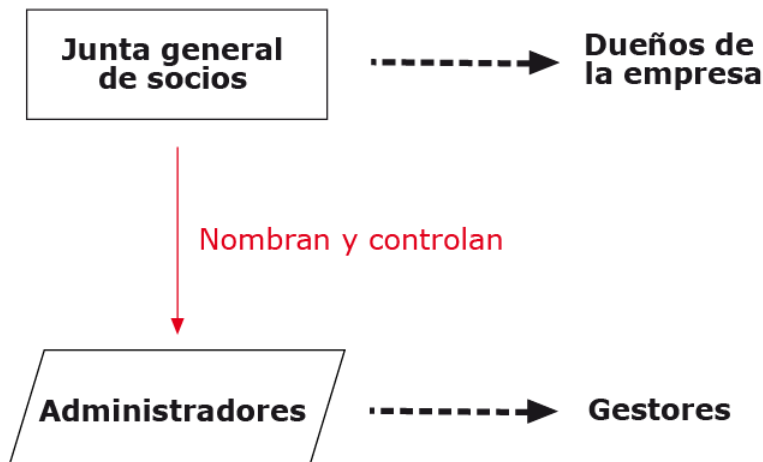 Junta general
de socios
Dueños de
la empresa
Nombran y controlan
Administradores
Gestores